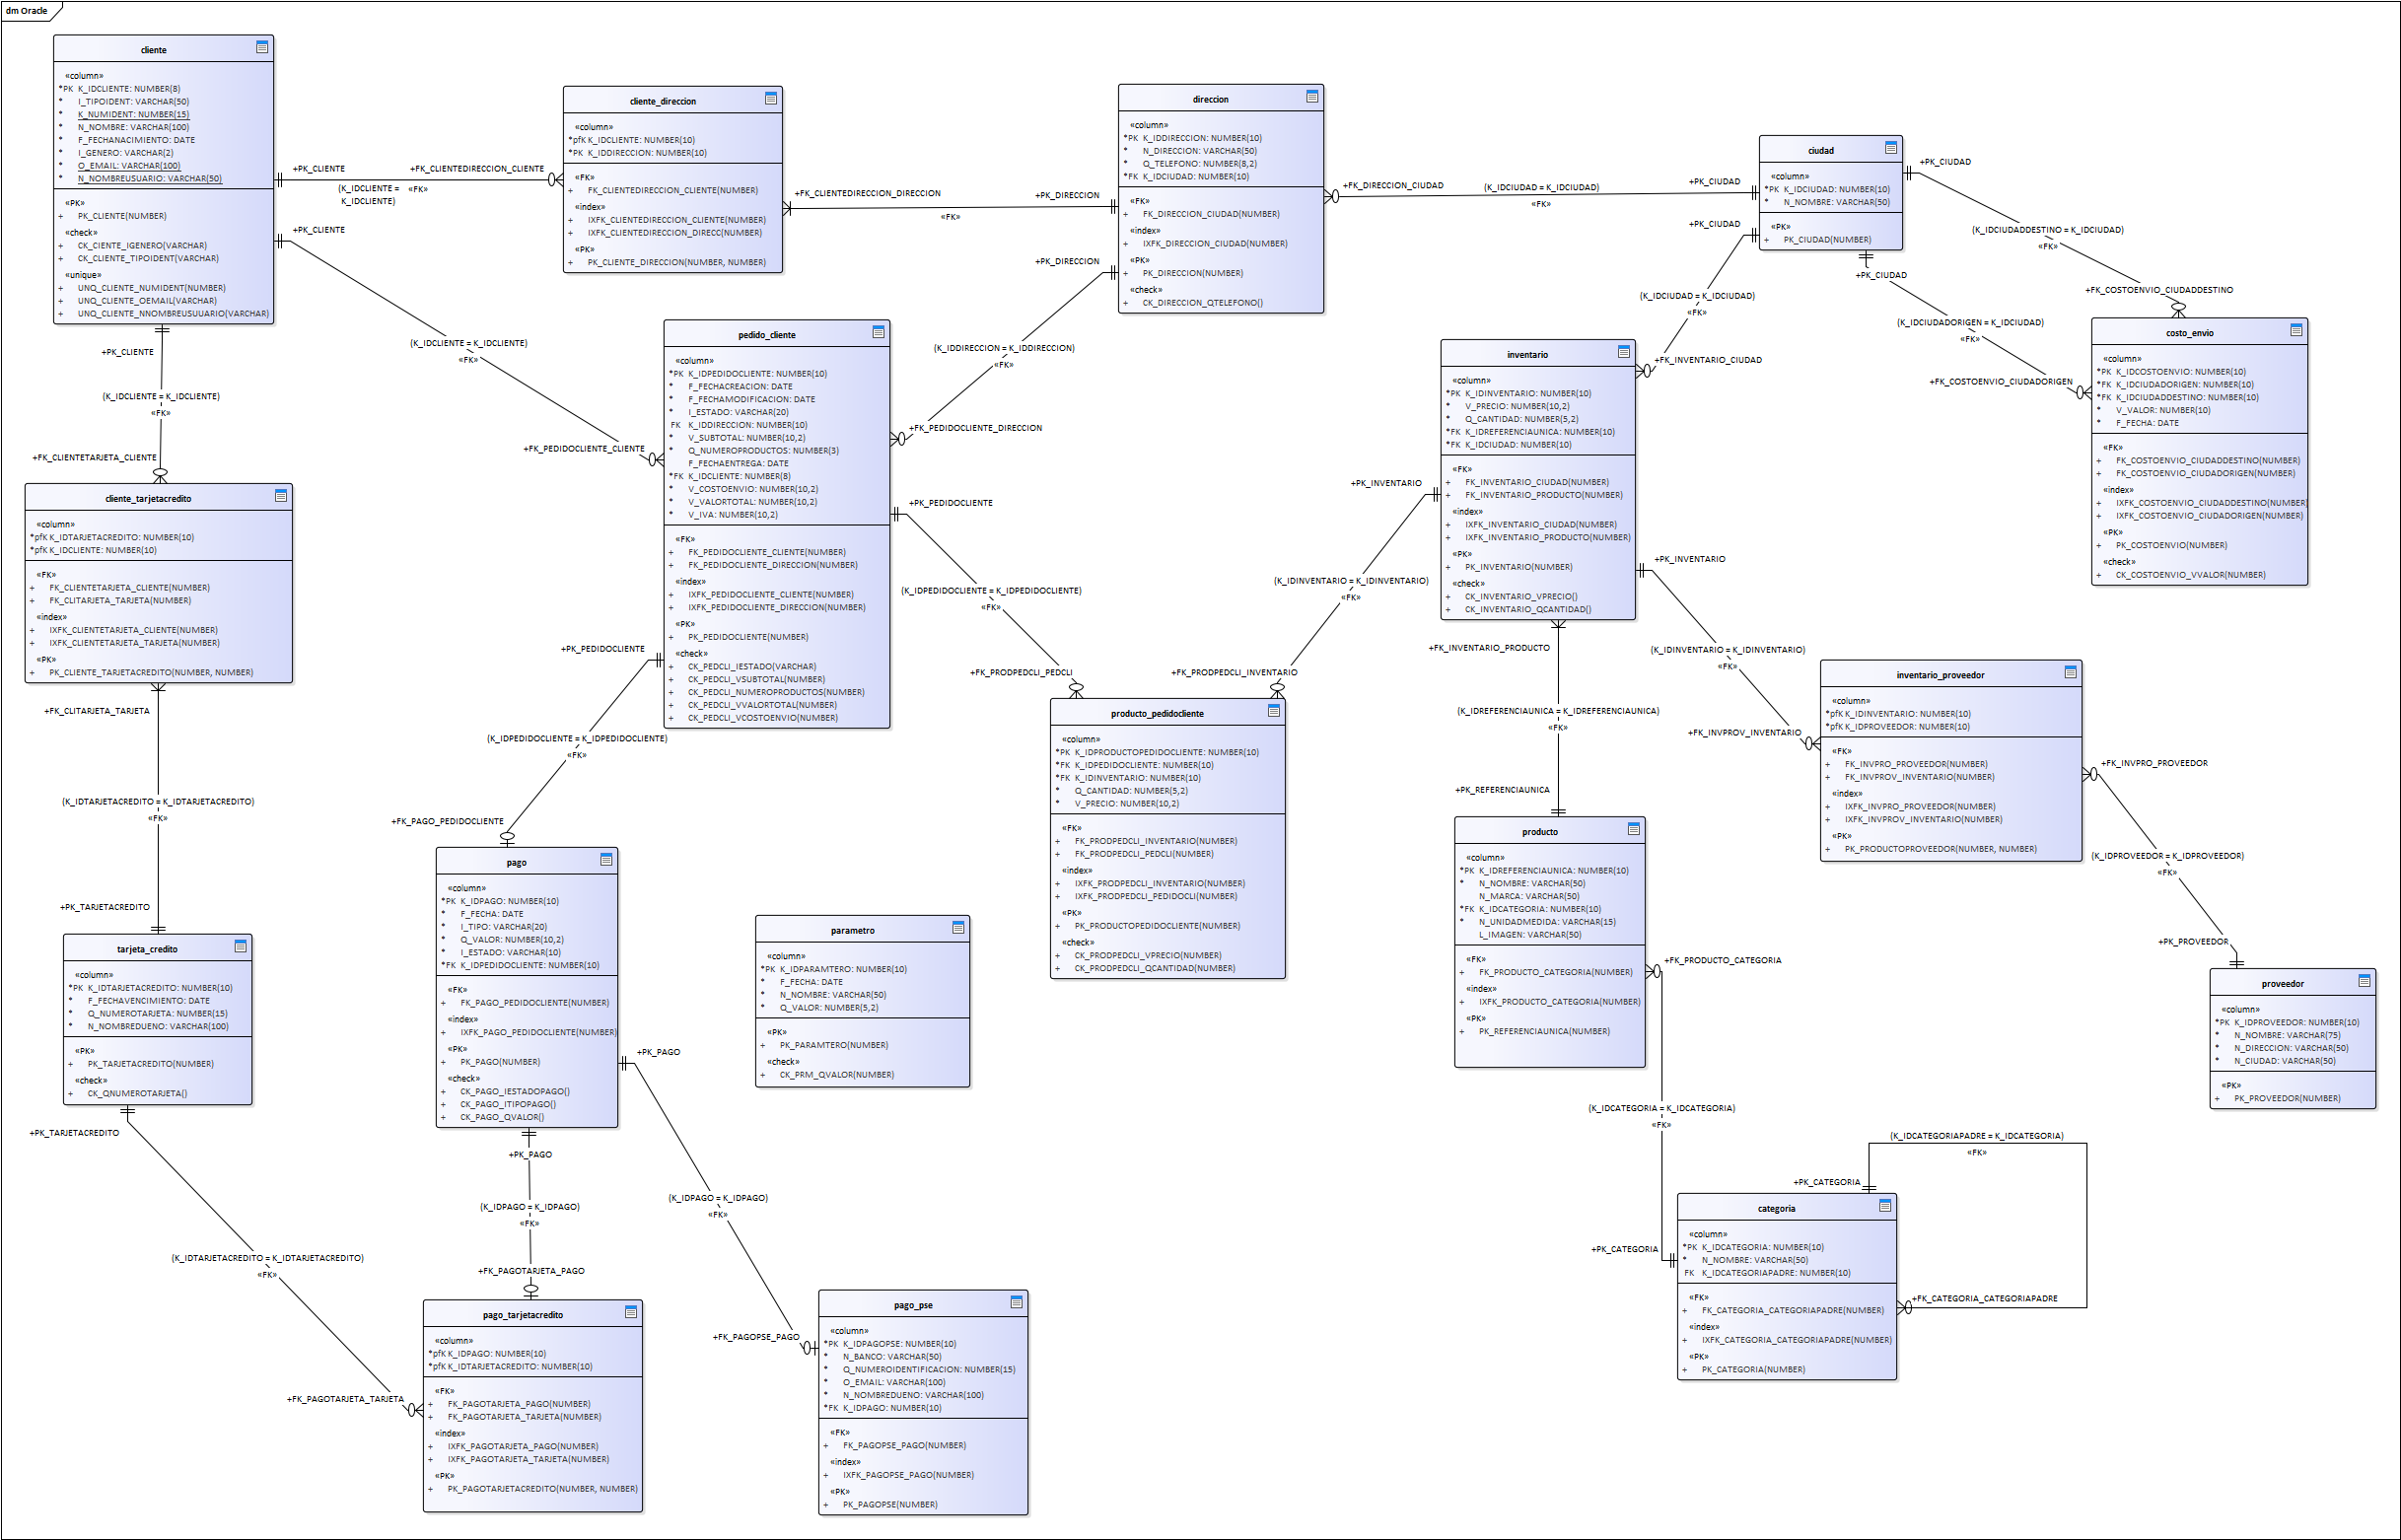 dm Oracle
cliente
«column»
*PK K_IDCLIENTE: NUMBER(8)
* I_TIPOIDENT: VARCHAR(50)
* K_NUMIDENT: NUMBER(15)
* N_NOMBRE: VARCHAR(100)
* F_FECHANACIMIENTO: DATE
* I_GENERO: VARCHAR(2)
* O_EMAIL: VARCHAR(100)
* N_NOMBREUSUARIO: VARCHAR(50)
«PK»
+ PK_CLIENTE(NUMBER)
«check»
+ CK_CIENTE_IGENERO(VARCHAR)
+ CK_CLIENTE_TIPOIDENT(VARCHAR)
«unique»
+ UNQ_CLIENTE_NUMIDENT(NUMBER)
+ UNQ_CLIENTE_OEMAIL(VARCHAR)
+ UNQ_CLIENTE_NNOMBREUSUUARIO(VARCHAR)
+PK_CLIENTE
+FK_CLIENTEDIRECCION_CLIENTE
(K_IDCLIENTE =
K_IDCLIENTE)
«FK»
cliente_direccion
«column»
*pfK K_IDCLIENTE: NUMBER(10)
*PK K_IDDIRECCION: NUMBER(10)
«FK»
+ FK_CLIENTEDIRECCION_CLIENTE(NUMBER)
«index»
+ IXFK_CLIENTEDIRECCION_CLIENTE(NUMBER)
+ IXFK_CLIENTEDIRECCION_DIRECC(NUMBER)
«PK»
+ PK_CLIENTE_DIRECCION(NUMBER, NUMBER)
+FK_CLIENTEDIRECCION_DIRECCION
+PK_DIRECCION
«FK»
direccion
«column»
*PK K_IDDIRECCION: NUMBER(10)
* N_DIRECCION: VARCHAR(50)
* Q_TELEFONO: NUMBER(8,2)
*FK K_IDCIUDAD: NUMBER(10)
«FK»
+ FK_DIRECCION_CIUDAD(NUMBER)
«index»
+ IXFK_DIRECCION_CIUDAD(NUMBER)
«PK»
+ PK_DIRECCION(NUMBER)
«check»
+ CK_DIRECCION_QTELEFONO()
+FK_DIRECCION_CIUDAD
(K_IDCIUDAD = K_IDCIUDAD)
«FK»
+PK_CIUDAD
ciudad
«column»
*PK K_IDCIUDAD: NUMBER(10)
* N_NOMBRE: VARCHAR(50)
«PK»
+ PK_CIUDAD(NUMBER)
+PK_CIUDAD
(K_IDCIUDADDESTINO = K_IDCIUDAD)
«FK»
+FK_COSTOENVIO_CIUDADDESTINO
+PK_CIUDAD
(K_IDCIUDADORIGEN = K_IDCIUDAD)
«FK»
+FK_COSTOENVIO_CIUDADORIGEN
+PK_CIUDAD
(K_IDCIUDAD = K_IDCIUDAD)
«FK»
+FK_INVENTARIO_CIUDAD
costo_envio
«column»
*PK K_IDCOSTOENVIO: NUMBER(10)
*FK K_IDCIUDADORIGEN: NUMBER(10)
*FK K_IDCIUDADDESTINO: NUMBER(10)
* V_VALOR: NUMBER(10)
* F_FECHA: DATE
«FK»
+ FK_COSTOENVIO_CIUDADDESTINO(NUMBER)
+ FK_COSTOENVIO_CIUDADORIGEN(NUMBER)
«index»
+ IXFK_COSTOENVIO_CIUDADDESTINO(NUMBER)
+ IXFK_COSTOENVIO_CIUDADORIGEN(NUMBER)
«PK»
+ PK_COSTOENVIO(NUMBER)
«check»
+ CK_COSTOENVIO_VVALOR(NUMBER)
+PK_CLIENTE
(K_IDCLIENTE = K_IDCLIENTE)
«FK»
+FK_PEDIDOCLIENTE_CLIENTE
+PK_DIRECCION
(K_IDDIRECCION = K_IDDIRECCION)
«FK»
+FK_PEDIDOCLIENTE_DIRECCION
pedido_cliente
«column»
*PK K_IDPEDIDOCLIENTE: NUMBER(10)
* F_FECHACREACION: DATE
* F_FECHAMODIFICACION: DATE
* I_ESTADO: VARCHAR(20)
FK K_IDDIRECCION: NUMBER(10)
* V_SUBTOTAL: NUMBER(10,2)
* Q_NUMEROPRODUCTOS: NUMBER(3)
F_FECHAENTREGA: DATE
*FK K_IDCLIENTE: NUMBER(8)
* V_COSTOENVIO: NUMBER(10,2)
* V_VALORTOTAL: NUMBER(10,2)
* V_IVA: NUMBER(10,2)
«FK»
+ FK_PEDIDOCLIENTE_CLIENTE(NUMBER)
+ FK_PEDIDOCLIENTE_DIRECCION(NUMBER)
«index»
+ IXFK_PEDIDOCLIENTE_CLIENTE(NUMBER)
+ IXFK_PEDIDOCLIENTE_DIRECCION(NUMBER)
«PK»
+ PK_PEDIDOCLIENTE(NUMBER)
«check»
+ CK_PEDCLI_IESTADO(VARCHAR)
+ CK_PEDCLI_VSUBTOTAL(NUMBER)
+ CK_PEDCLI_NUMEROPRODUCTOS(NUMBER)
+ CK_PEDCLI_VVALORTOTAL(NUMBER)
+ CK_PEDCLI_VCOSTOENVIO(NUMBER)
inventario
«column»
*PK K_IDINVENTARIO: NUMBER(10)
* V_PRECIO: NUMBER(10,2)
* Q_CANTIDAD: NUMBER(5,2)
*FK K_IDREFERENCIAUNICA: NUMBER(10)
*FK K_IDCIUDAD: NUMBER(10)
«FK»
+ FK_INVENTARIO_CIUDAD(NUMBER)
+ FK_INVENTARIO_PRODUCTO(NUMBER)
«index»
+ IXFK_INVENTARIO_CIUDAD(NUMBER)
+ IXFK_INVENTARIO_PRODUCTO(NUMBER)
«PK»
+ PK_INVENTARIO(NUMBER)
«check»
+ CK_INVENTARIO_VPRECIO()
+ CK_INVENTARIO_QCANTIDAD()
+PK_CLIENTE
(K_IDCLIENTE = K_IDCLIENTE)
«FK»
+FK_CLIENTETARJETA_CLIENTE
cliente_tarjetacredito
«column»
*pfK K_IDTARJETACREDITO: NUMBER(10)
*pfK K_IDCLIENTE: NUMBER(10)
«FK»
+ FK_CLIENTETARJETA_CLIENTE(NUMBER)
+ FK_CLITARJETA_TARJETA(NUMBER)
«index»
+ IXFK_CLIENTETARJETA_CLIENTE(NUMBER)
+ IXFK_CLIENTETARJETA_TARJETA(NUMBER)
«PK»
+ PK_CLIENTE_TARJETACREDITO(NUMBER, NUMBER)
+FK_CLITARJETA_TARJETA
(K_IDTARJETACREDITO = K_IDTARJETACREDITO)
«FK»
+PK_TARJETACREDITO
+PK_PEDIDOCLIENTE
(K_IDPEDIDOCLIENTE = K_IDPEDIDOCLIENTE)
«FK»
+FK_PAGO_PEDIDOCLIENTE
+PK_PEDIDOCLIENTE
(K_IDPEDIDOCLIENTE = K_IDPEDIDOCLIENTE)
«FK»
+FK_PRODPEDCLI_PEDCLI
+PK_INVENTARIO
(K_IDINVENTARIO = K_IDINVENTARIO)
«FK»
+FK_PRODPEDCLI_INVENTARIO
+FK_INVENTARIO_PRODUCTO
(K_IDREFERENCIAUNICA = K_IDREFERENCIAUNICA)
«FK»
+PK_REFERENCIAUNICA
+PK_INVENTARIO
(K_IDINVENTARIO = K_IDINVENTARIO)
«FK»
+FK_INVPROV_INVENTARIO
producto_pedidocliente
«column»
*PK K_IDPRODUCTOPEDIDOCLIENTE: NUMBER(10)
*FK K_IDPEDIDOCLIENTE: NUMBER(10)
*FK K_IDINVENTARIO: NUMBER(10)
* Q_CANTIDAD: NUMBER(5,2)
* V_PRECIO: NUMBER(10,2)
«FK»
+ FK_PRODPEDCLI_INVENTARIO(NUMBER)
+ FK_PRODPEDCLI_PEDCLI(NUMBER)
«index»
+ IXFK_PRODPEDCLI_INVENTARIO(NUMBER)
+ IXFK_PRODPEDCLI_PEDIDOCLI(NUMBER)
«PK»
+ PK_PRODUCTOPEDIDOCLIENTE(NUMBER)
«check»
+ CK_PRODPEDCLI_VPRECIO(NUMBER)
+ CK_PRODPEDCLI_QCANTIDAD(NUMBER)
inventario_proveedor
«column»
*pfK K_IDINVENTARIO: NUMBER(10)
*pfK K_IDPROVEEDOR: NUMBER(10)
«FK»
+ FK_INVPRO_PROVEEDOR(NUMBER)
+ FK_INVPROV_INVENTARIO(NUMBER)
«index»
+ IXFK_INVPRO_PROVEEDOR(NUMBER)
+ IXFK_INVPROV_INVENTARIO(NUMBER)
«PK»
+ PK_PRODUCTOPROVEEDOR(NUMBER, NUMBER)
+FK_INVPRO_PROVEEDOR
(K_IDPROVEEDOR = K_IDPROVEEDOR)
«FK»
+PK_PROVEEDOR
producto
«column»
*PK K_IDREFERENCIAUNICA: NUMBER(10)
* N_NOMBRE: VARCHAR(50)
N_MARCA: VARCHAR(50)
*FK K_IDCATEGORIA: NUMBER(10)
* N_UNIDADMEDIDA: VARCHAR(15)
L_IMAGEN: VARCHAR(50)
«FK»
+ FK_PRODUCTO_CATEGORIA(NUMBER)
«index»
+ IXFK_PRODUCTO_CATEGORIA(NUMBER)
«PK»
+ PK_REFERENCIAUNICA(NUMBER)
+FK_PRODUCTO_CATEGORIA
(K_IDCATEGORIA = K_IDCATEGORIA)
«FK»
+PK_CATEGORIA
pago
«column»
*PK K_IDPAGO: NUMBER(10)
* F_FECHA: DATE
* I_TIPO: VARCHAR(20)
* Q_VALOR: NUMBER(10,2)
* I_ESTADO: VARCHAR(10)
*FK K_IDPEDIDOCLIENTE: NUMBER(10)
«FK»
+ FK_PAGO_PEDIDOCLIENTE(NUMBER)
«index»
+ IXFK_PAGO_PEDIDOCLIENTE(NUMBER)
«PK»
+ PK_PAGO(NUMBER)
«check»
+ CK_PAGO_IESTADOPAGO()
+ CK_PAGO_ITIPOPAGO()
+ CK_PAGO_QVALOR()
parametro
«column»
*PK K_IDPARAMTERO: NUMBER(10)
* F_FECHA: DATE
* N_NOMBRE: VARCHAR(50)
* Q_VALOR: NUMBER(5,2)
«PK»
+ PK_PARAMTERO(NUMBER)
«check»
+ CK_PRM_QVALOR(NUMBER)
tarjeta_credito
«column»
*PK K_IDTARJETACREDITO: NUMBER(10)
* F_FECHAVENCIMIENTO: DATE
* Q_NUMEROTARJETA: NUMBER(15)
* N_NOMBREDUENO: VARCHAR(100)
«PK»
+ PK_TARJETACREDITO(NUMBER)
«check»
+ CK_QNUMEROTARJETA()
proveedor
«column»
*PK K_IDPROVEEDOR: NUMBER(10)
* N_NOMBRE: VARCHAR(75)
* N_DIRECCION: VARCHAR(50)
* N_CIUDAD: VARCHAR(50)
«PK»
+ PK_PROVEEDOR(NUMBER)
+PK_TARJETACREDITO
(K_IDTARJETACREDITO = K_IDTARJETACREDITO)
«FK»
+FK_PAGOTARJETA_TARJETA
+PK_PAGO
(K_IDPAGO = K_IDPAGO)
«FK»
+FK_PAGOTARJETA_PAGO
+PK_PAGO
(K_IDPAGO = K_IDPAGO)
«FK»
+FK_PAGOPSE_PAGO
(K_IDCATEGORIAPADRE = K_IDCATEGORIA)
«FK»
+PK_CATEGORIA
+FK_CATEGORIA_CATEGORIAPADRE
categoria
«column»
*PK K_IDCATEGORIA: NUMBER(10)
* N_NOMBRE: VARCHAR(50)
FK K_IDCATEGORIAPADRE: NUMBER(10)
«FK»
+ FK_CATEGORIA_CATEGORIAPADRE(NUMBER)
«index»
+ IXFK_CATEGORIA_CATEGORIAPADRE(NUMBER)
«PK»
+ PK_CATEGORIA(NUMBER)
pago_tarjetacredito
«column»
*pfK K_IDPAGO: NUMBER(10)
*pfK K_IDTARJETACREDITO: NUMBER(10)
«FK»
+ FK_PAGOTARJETA_PAGO(NUMBER)
+ FK_PAGOTARJETA_TARJETA(NUMBER)
«index»
+ IXFK_PAGOTARJETA_PAGO(NUMBER)
+ IXFK_PAGOTARJETA_TARJETA(NUMBER)
«PK»
+ PK_PAGOTARJETACREDITO(NUMBER, NUMBER)
pago_pse
«column»
*PK K_IDPAGOPSE: NUMBER(10)
* N_BANCO: VARCHAR(50)
* Q_NUMEROIDENTIFICACION: NUMBER(15)
* O_EMAIL: VARCHAR(100)
* N_NOMBREDUENO: VARCHAR(100)
*FK K_IDPAGO: NUMBER(10)
«FK»
+ FK_PAGOPSE_PAGO(NUMBER)
«index»
+ IXFK_PAGOPSE_PAGO(NUMBER)
«PK»
+ PK_PAGOPSE(NUMBER)